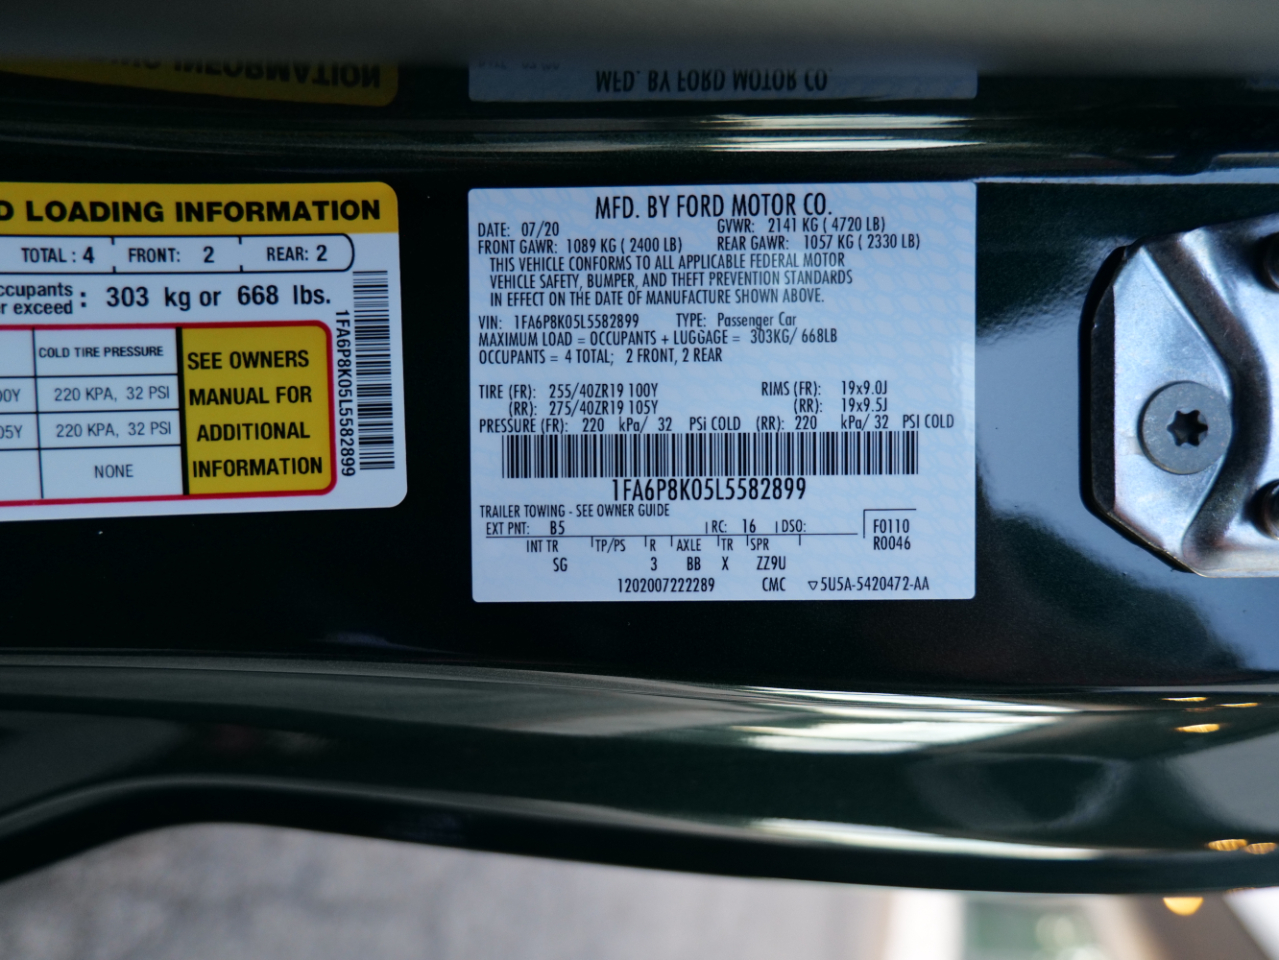 D LOADING INFORMATION
TOTAL : 4 FRONT: 2 REAR: 2
ccupants
r exceed : 303 kg or 668 lbs.
COLD TIRE PRESSURE
00Y 220 KPA, 32 PSI
05Y 220 KPA, 32 PSI
NONE
SEE OWNERS
MANUAL FOR
ADDITIONAL
INFORMATION
1FA6P8K05L5582899
MFD. BY FORD MOTOR CO.
MFD. BY FORD MOTOR CO.
DATE: 07/20 GVWR: 2141 KG ( 4720 LB)
FRONT GAWR: 1089 KG ( 2400 LB) REAR GAWR: 1057 KG ( 2330 LB)
THIS VEHICLE CONFORMS TO ALL APPLICABLE FEDERAL MOTOR
VEHICLE SAFETY, BUMPER, AND THEFT PREVENTION STANDARDS
IN EFFECT ON THE DATE OF MANUFACTURE SHOWN ABOVE.
VIN: 1FA6P8K05L5582899 TYPE: Passenger Car
MAXIMUM LOAD = OCCUPANTS + LUGGAGE = 303KG/ 668LB
OCCUPANTS = 4 TOTAL; 2 FRONT, 2 REAR
TIRE (FR): 255/40ZR19 100Y RIMS (FR): 19x9.0J
(RR): 275/40ZR19 105Y (RR): 19x9.5J
PRESSURE (FR): 220 kPa/ 32 PSi COLD (RR): 220 kPa/ 32 PSI COLD
1FA6P8K05L5582899
TRAILER TOWING - SEE OWNER GUIDE
EXT PNT: B5 RC: 16 DSO: F0110
R0046
INT TR TP/PS R AXLE TR SPR
SG 3 BB X ZZ9U
1202007222289 CMC ▽5U5A-5420472-AA